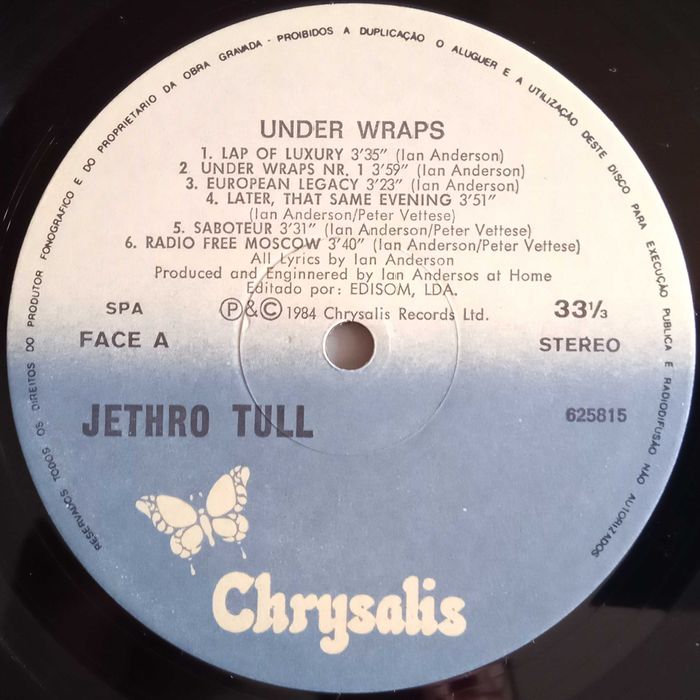 RESERVADOS TODOS OS DIREITOS DO PRODUTOR FONOGRAFICO E DO PROPRIETARIO DA OBRA GRAVADA - PROIBIDOS A DUPLICAÇÃO O ALUGUER E A UTILIZAÇÃO DESTE DISCO PARA EXECUÇÃO PUBLICA E RADIODIFUSÃO NÃO AUTORIZADOS
UNDER WRAPS
1. LAP OF LUXURY 3'35" (Ian Anderson)
2. UNDER WRAPS NR. 1 3'59" (Ian Anderson)
3. EUROPEAN LEGACY 3'23" (Ian Anderson)
4. LATER, THAT SAME EVENING 3'51"
(Ian Anderson/Peter Vettese)
5. SABOTEUR 3'31" (Ian Anderson/Peter Vettese)
6. RADIO FREE MOSCOW 3'40" (Ian Anderson/Peter Vettese)
All Lyrics by Ian Anderson
Produced and Enginnered by Ian Andersos at Home
Editado por: EDISOM, LDA.
SPA
Ⓟ&Ⓒ 1984 Chrysalis Records Ltd.
33⅓
FACE A
STEREO
JETHRO TULL
625815
Chrysalis